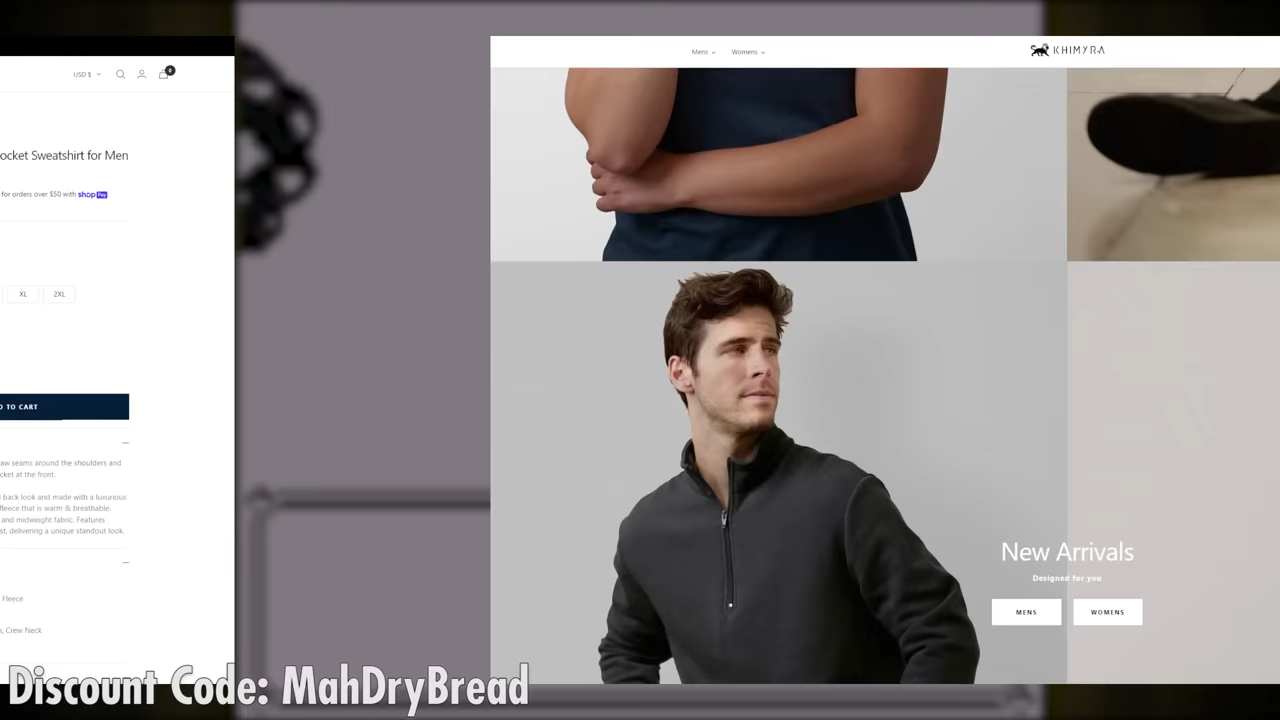 USD $
0
ocket Sweatshirt for Men
for orders over $50 with shop Pay
XL
2XL
O TO CART
aw seams around the shoulders and
cket at the front.
back look and made with a luxurious
fleece that is warm & breathable.
and midweight fabric. Features
st, delivering a unique standout look.
Fleece
, Crew Neck
Mens
Womens
KHIMYRA
New Arrivals
Designed for you
MENS
WOMENS
Discount Code: MahDryBread